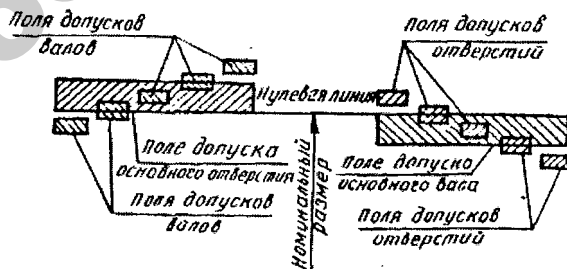 Поля допусков
валов
Поля допусков
отверстий
Нулевая линия
Поле допуска
основного отверстия
Поля допусков
валов
Номинальный
размер
Поле допуска
основного вала
Поля допусков
отверстий